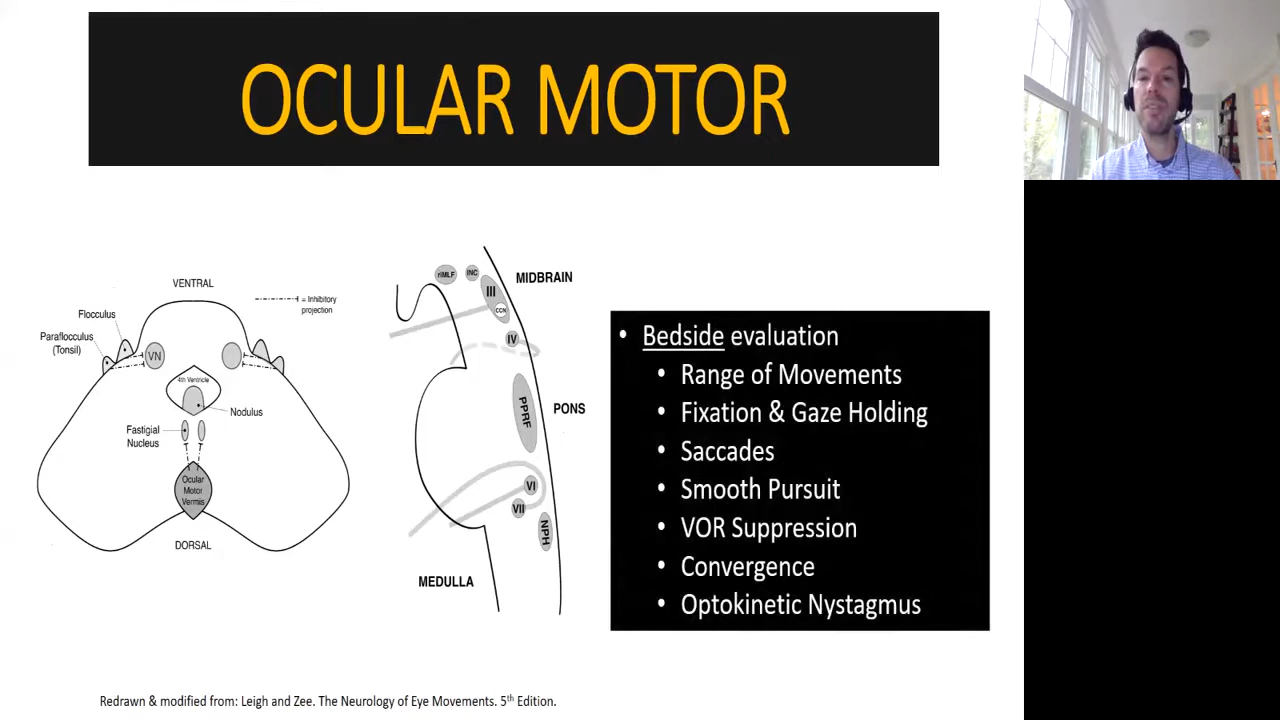 OCULAR MOTOR
VENTRAL
= Inhibitory
projection
Flocculus
Paraflocculus
(Tonsil)
VN
4th Ventricle
Nodulus
Fastigial
Nucleus
Ocular
Motor
Vermis
DORSAL
riMLF
INC
MIDBRAIN
III
CCN
IV
PPRF
PONS
VI
VII
NPH
MEDULLA
• Bedside evaluation
• Range of Movements
• Fixation & Gaze Holding
• Saccades
• Smooth Pursuit
• VOR Suppression
• Convergence
• Optokinetic Nystagmus
Redrawn & modified from: Leigh and Zee. The Neurology of Eye Movements. 5th Edition.